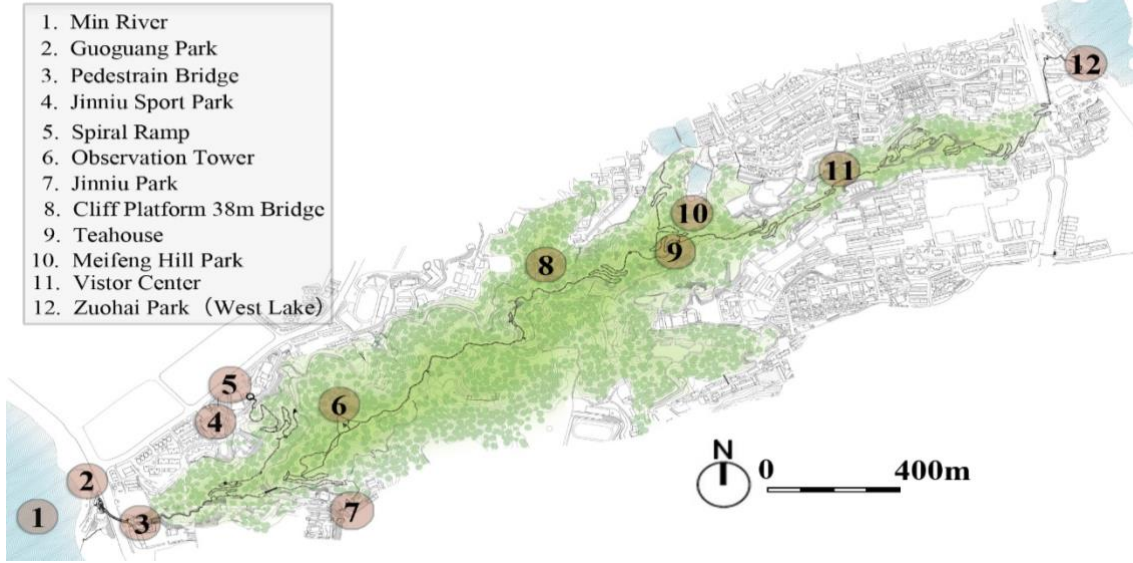 1. Min River
2. Guoguang Park
3. Pedestrain Bridge
4. Jinniu Sport Park
5. Spiral Ramp
6. Observation Tower
7. Jinniu Park
8. Cliff Platform 38m Bridge
9. Teahouse
10. Meifeng Hill Park
11. Vistor Center
12. Zuohai Park（West Lake）
12
11
10
9
8
5
6
4
2
7
1
3
N
0 400m